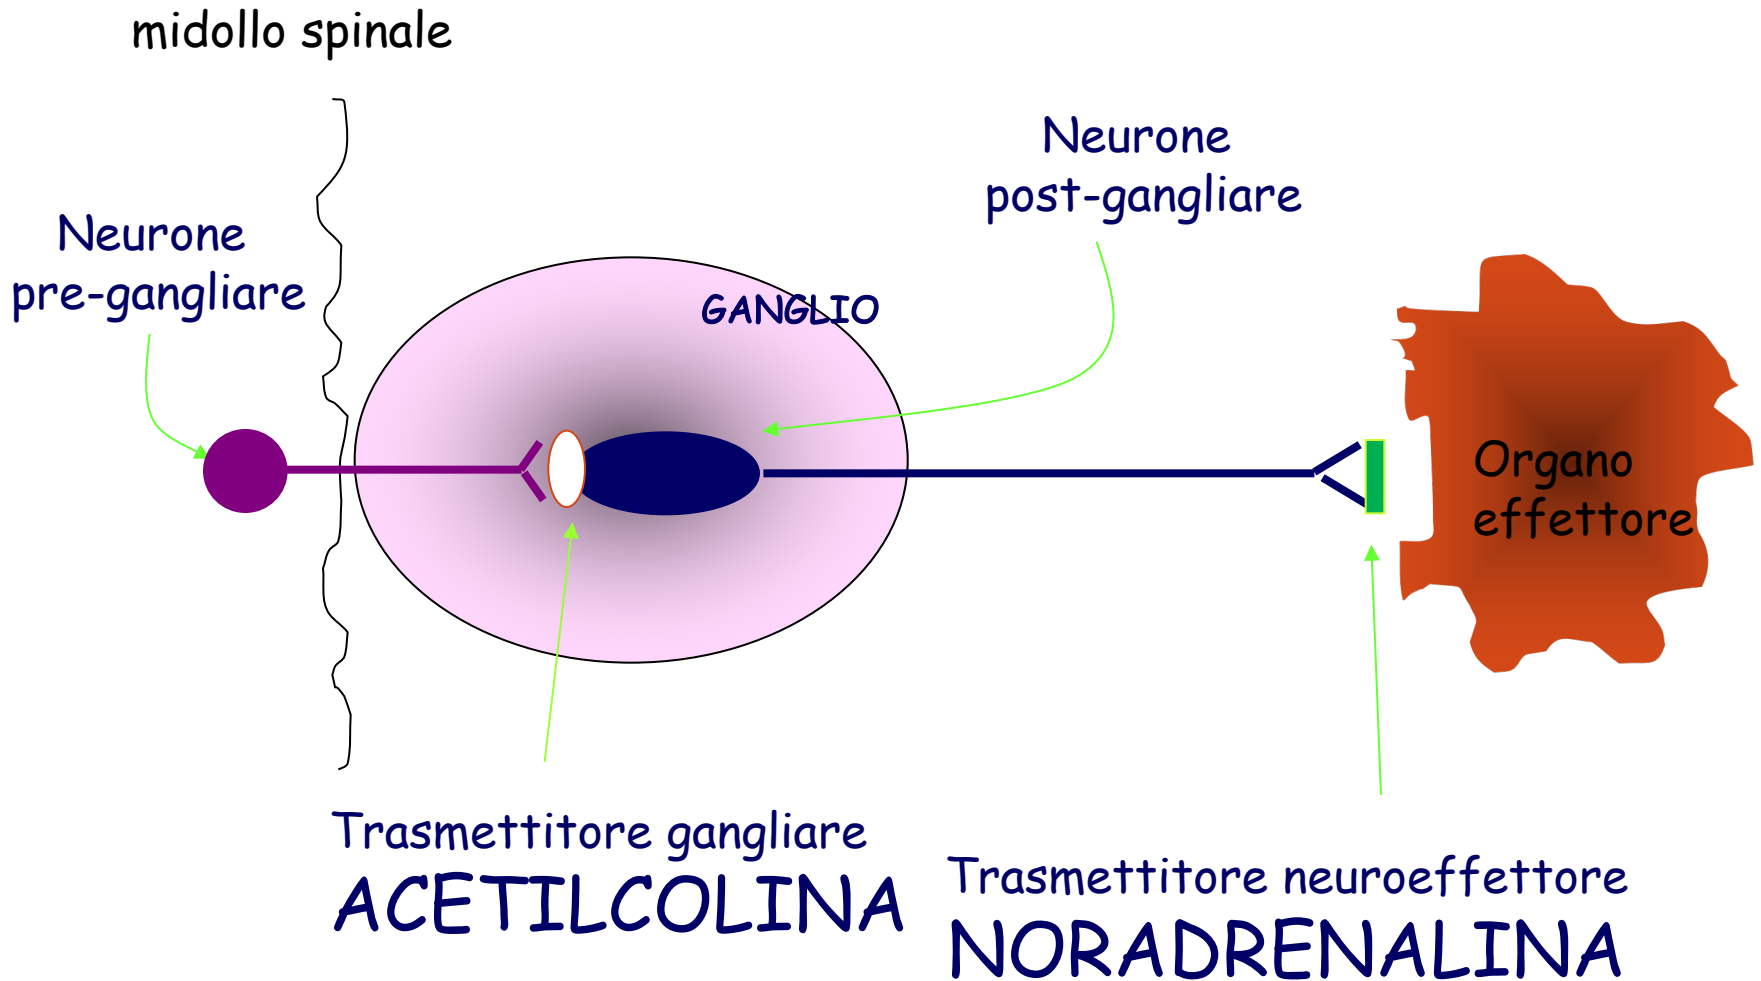 midollo spinale
Neurone
pre-gangliare
Neurone
post-gangliare
GANGLIO
Organo
effettore
Trasmettitore gangliare
ACETILCOLINA
Trasmettitore neuroeffettore
NORADRENALINA